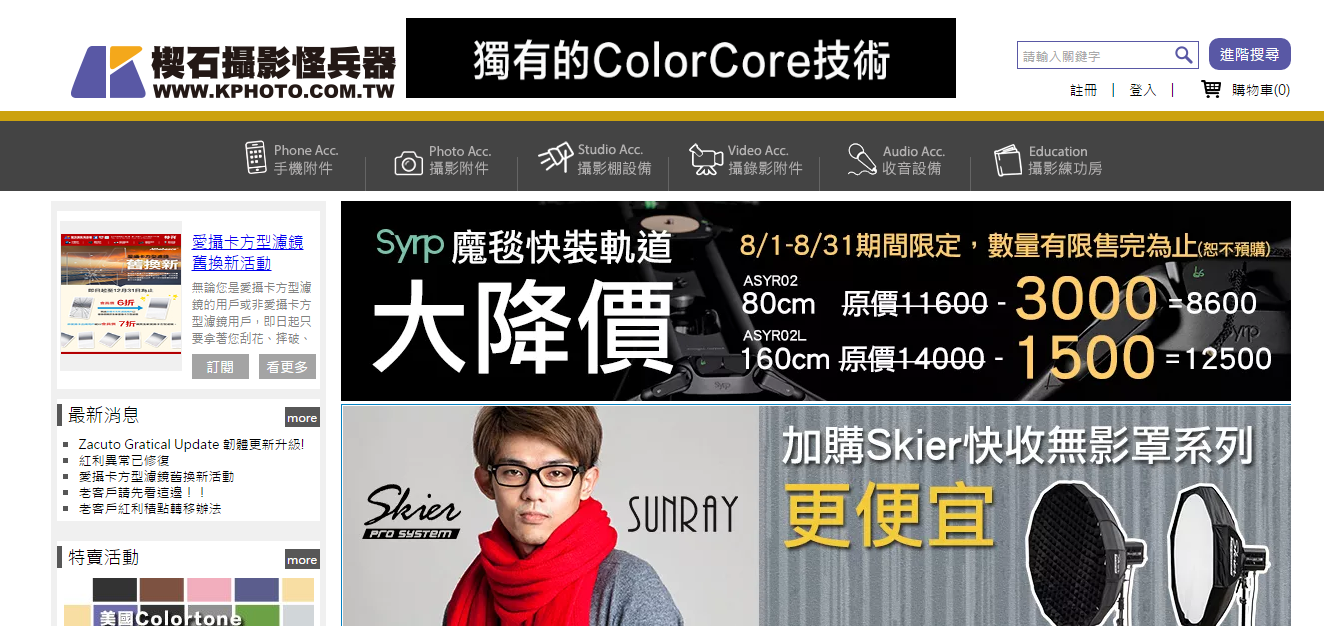 楔石攝影怪兵器
WWW.KPHOTO.COM.TW
獨有的ColorCore技術
請輸入關鍵字
進階搜尋
註冊 | 登入 | 購物車(0)
Phone Acc.
手機附件
Photo Acc.
攝影附件
Studio Acc.
攝影棚設備
Video Acc.
攝錄影附件
Audio Acc.
收音設備
Education
攝影練功房
舊換新
6折
7折
愛攝卡方型濾鏡
舊換新活動
無論您是愛攝卡方型濾
鏡的用戶或非愛攝卡方
型濾鏡用戶，即日起只
要拿著您刮花、摔破、
訂閱
看更多
最新消息
more
Zacuto Gratical Update 韌體更新升級!
紅利異常已修復
愛攝卡方型濾鏡舊換新活動
老客戶請先看這邊！！
老客戶紅利積點轉移辦法
特賣活動
more
美國Colortone
Syrp 魔毯快裝軌道
大降價
8/1-8/31期間限定，數量有限售完為止(恕不預購)
ASYR02
80cm 原價11600 - 3000 =8600
ASYR02L
160cm 原價14000 - 1500 =12500
syrp
Skier
PRO SYSTEM
SUNRAY
加購Skier快收無影罩系列
更便宜